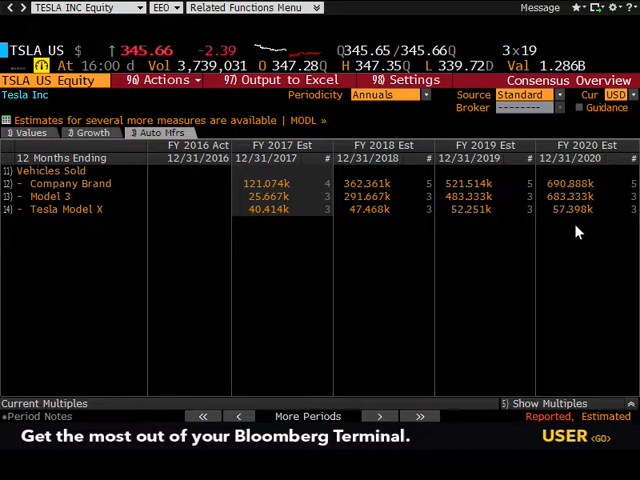 < > TESLA INC Equity EEO Related Functions Menu Message
TSLA US $ ↑ 345.66 -2.39 Q345.65/345.66Q 3x19
At 16:00 d Vol 3,739,031 O 347.28Q H 347.35Q L 339.72D Val 1.286B
TSLA US Equity 96) Actions 97) Output to Excel 98) Settings Consensus Overview
Tesla Inc Periodicity Annuals Source Standard Cur USD
Broker -------- Guidance
Estimates for several more measures are available | MODL »
1) Values 2) Growth 3) Auto Mfrs
FY 2016 Act FY 2017 Est FY 2018 Est FY 2019 Est FY 2020 Est
12 Months Ending 12/31/2016 12/31/2017 # 12/31/2018 # 12/31/2019 # 12/31/2020 #
11) Vehicles Sold
12) - Company Brand 121.074k 4 362.361k 5 521.514k 5 690.888k 5
13) - Model 3 25.667k 3 291.667k 3 483.333k 3 683.333k 3
14) - Tesla Model X 40,414k 3 47.468k 3 52.251k 3 57.398k 3
Current Multiples 5) Show Multiples
*Period Notes « < More Periods > » Reported, Estimated
Get the most out of your Bloomberg Terminal. USER <GO>